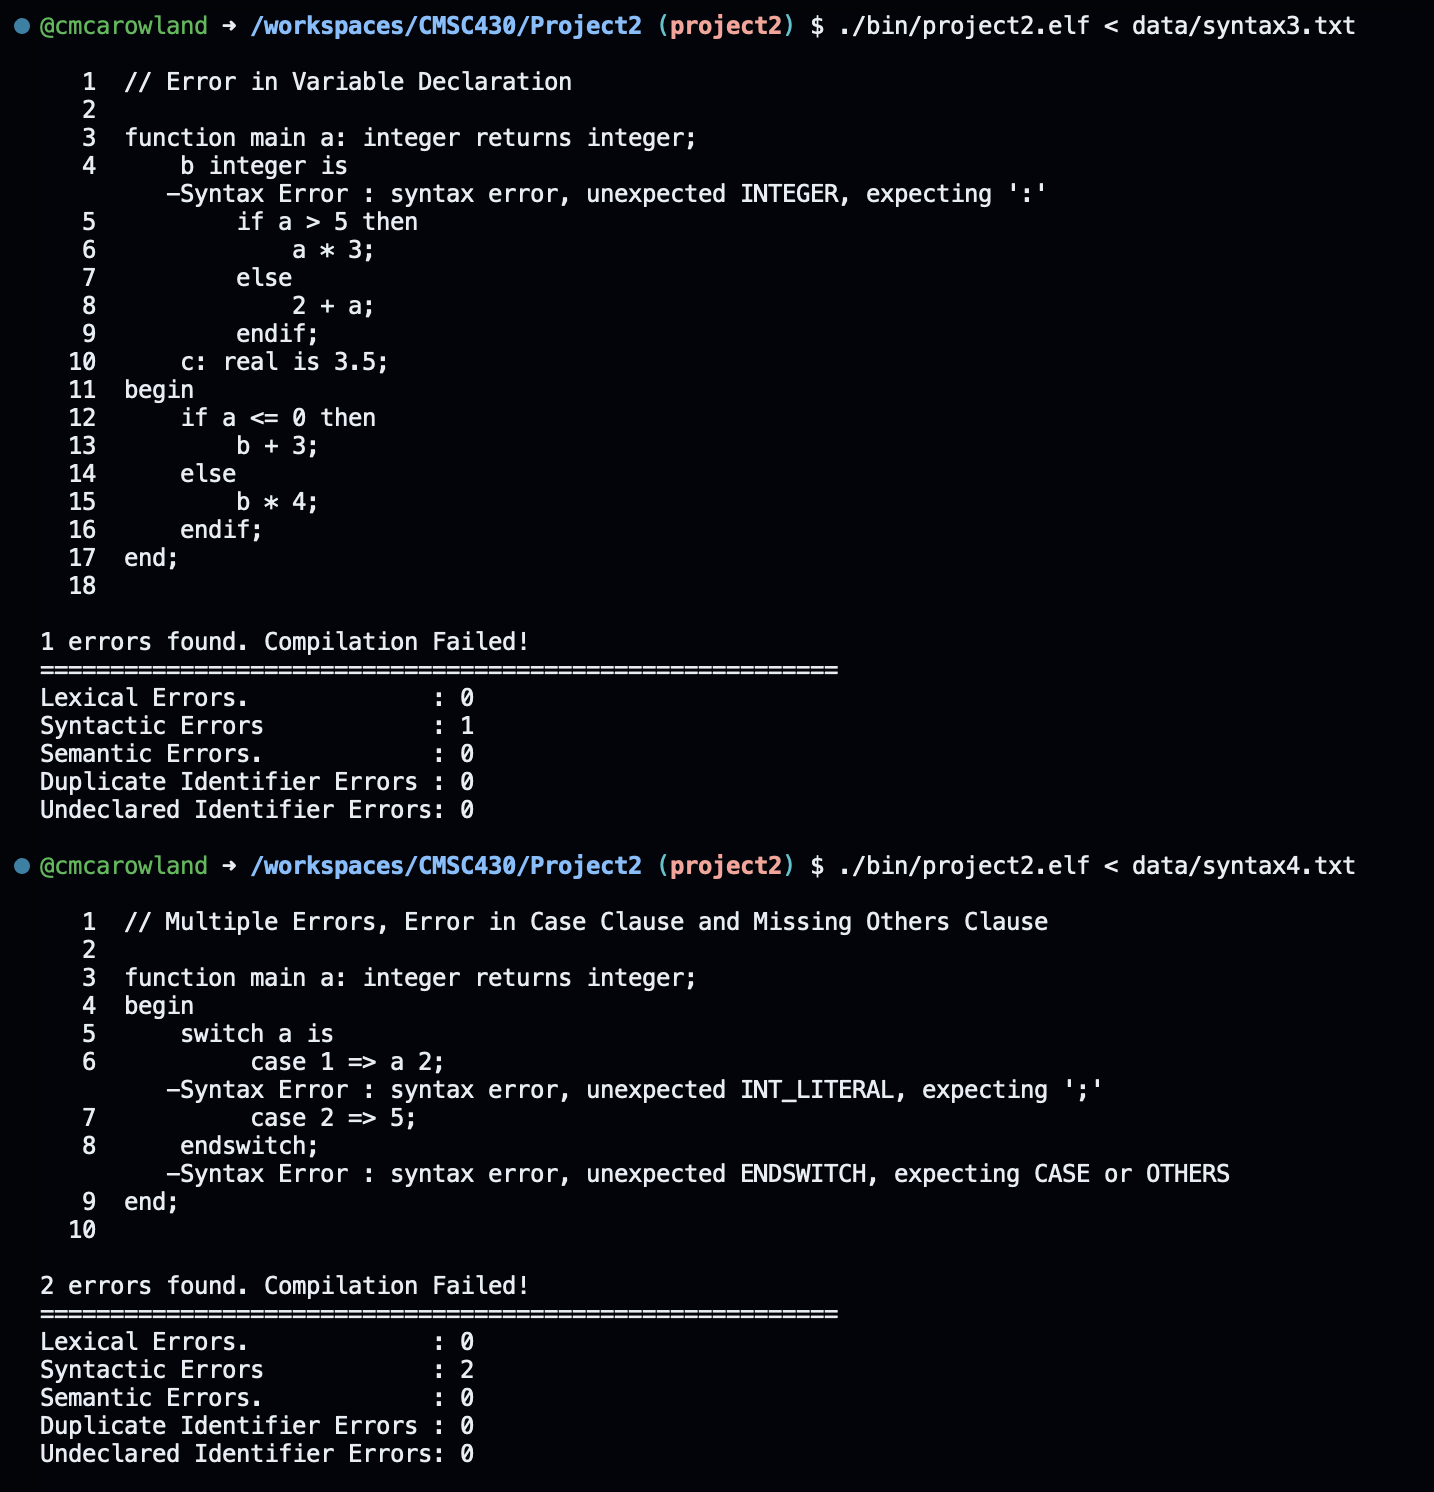 @cmcarowland ➜ /workspaces/CMSC430/Project2 (project2) $ ./bin/project2.elf < data/syntax3.txt
1 // Error in Variable Declaration
2
3 function main a: integer returns integer;
4 b integer is
-Syntax Error : syntax error, unexpected INTEGER, expecting ':'
5 if a > 5 then
6 a * 3;
7 else
8 2 + a;
9 endif;
10 c: real is 3.5;
11 begin
12 if a <= 0 then
13 b + 3;
14 else
15 b * 4;
16 endif;
17 end;
18
1 errors found. Compilation Failed!
=========================================================
Lexical Errors. : 0
Syntactic Errors : 1
Semantic Errors. : 0
Duplicate Identifier Errors : 0
Undeclared Identifier Errors: 0
@cmcarowland ➜ /workspaces/CMSC430/Project2 (project2) $ ./bin/project2.elf < data/syntax4.txt
1 // Multiple Errors, Error in Case Clause and Missing Others Clause
2
3 function main a: integer returns integer;
4 begin
5 switch a is
6 case 1 => a 2;
-Syntax Error : syntax error, unexpected INT_LITERAL, expecting ';'
7 case 2 => 5;
8 endswitch;
-Syntax Error : syntax error, unexpected ENDSWITCH, expecting CASE or OTHERS
9 end;
10
2 errors found. Compilation Failed!
=========================================================
Lexical Errors. : 0
Syntactic Errors : 2
Semantic Errors. : 0
Duplicate Identifier Errors : 0
Undeclared Identifier Errors: 0